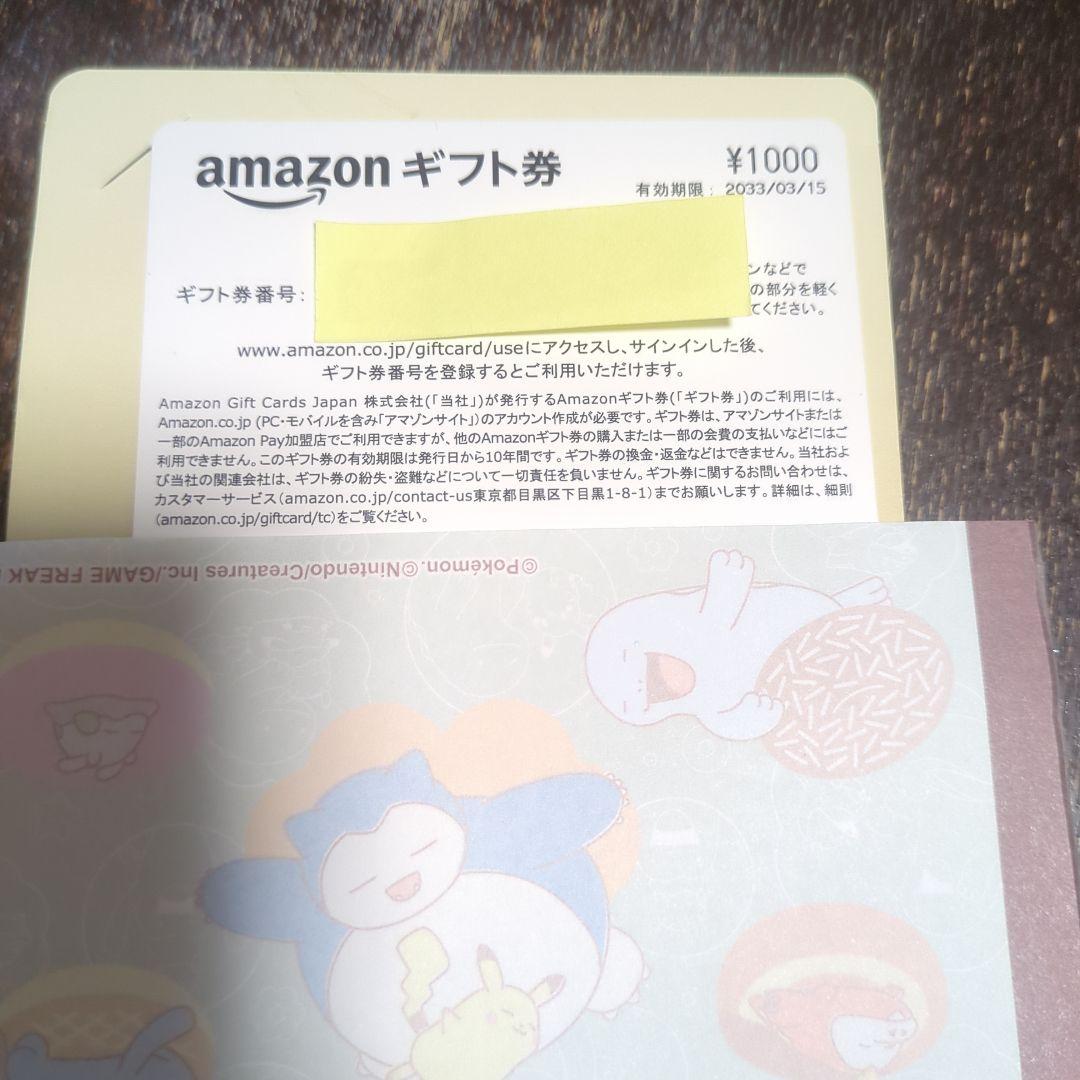 amazon ギフト券
¥1000
有効期限: 2033/03/15
ンなどで
ギフト券番号:
の部分を軽く
てください。
www.amazon.co.jp/giftcard/useにアクセスし、サインインした後、
ギフト券番号を登録するとご利用いただけます。
Amazon Gift Cards Japan 株式会社(「当社」)が発行するAmazonギフト券(「ギフト券」)のご利用には、
Amazon.co.jp (PC・モバイルを含み「アマゾンサイト」)のアカウント作成が必要です。ギフト券は、アマゾンサイトまたは
一部のAmazon Pay加盟店でご利用できますが、他のAmazonギフト券の購入または一部の会費の支払いなどにはご
利用できません。このギフト券の有効期限は発行日から10年間です。ギフト券の換金・返金などはできません。当社およ
び当社の関連会社は、ギフト券の紛失・盗難などについて一切責任を負いません。ギフト券に関するお問い合わせは、
カスタマーサービス(amazon.co.jp/contact-us東京都目黒区下目黒1-8-1)までお願いします。詳細は、細則
(amazon.co.jp/giftcard/tc)をご覧ください。
©Pokémon. ©Nintendo/Creatures Inc./GAME FREAK